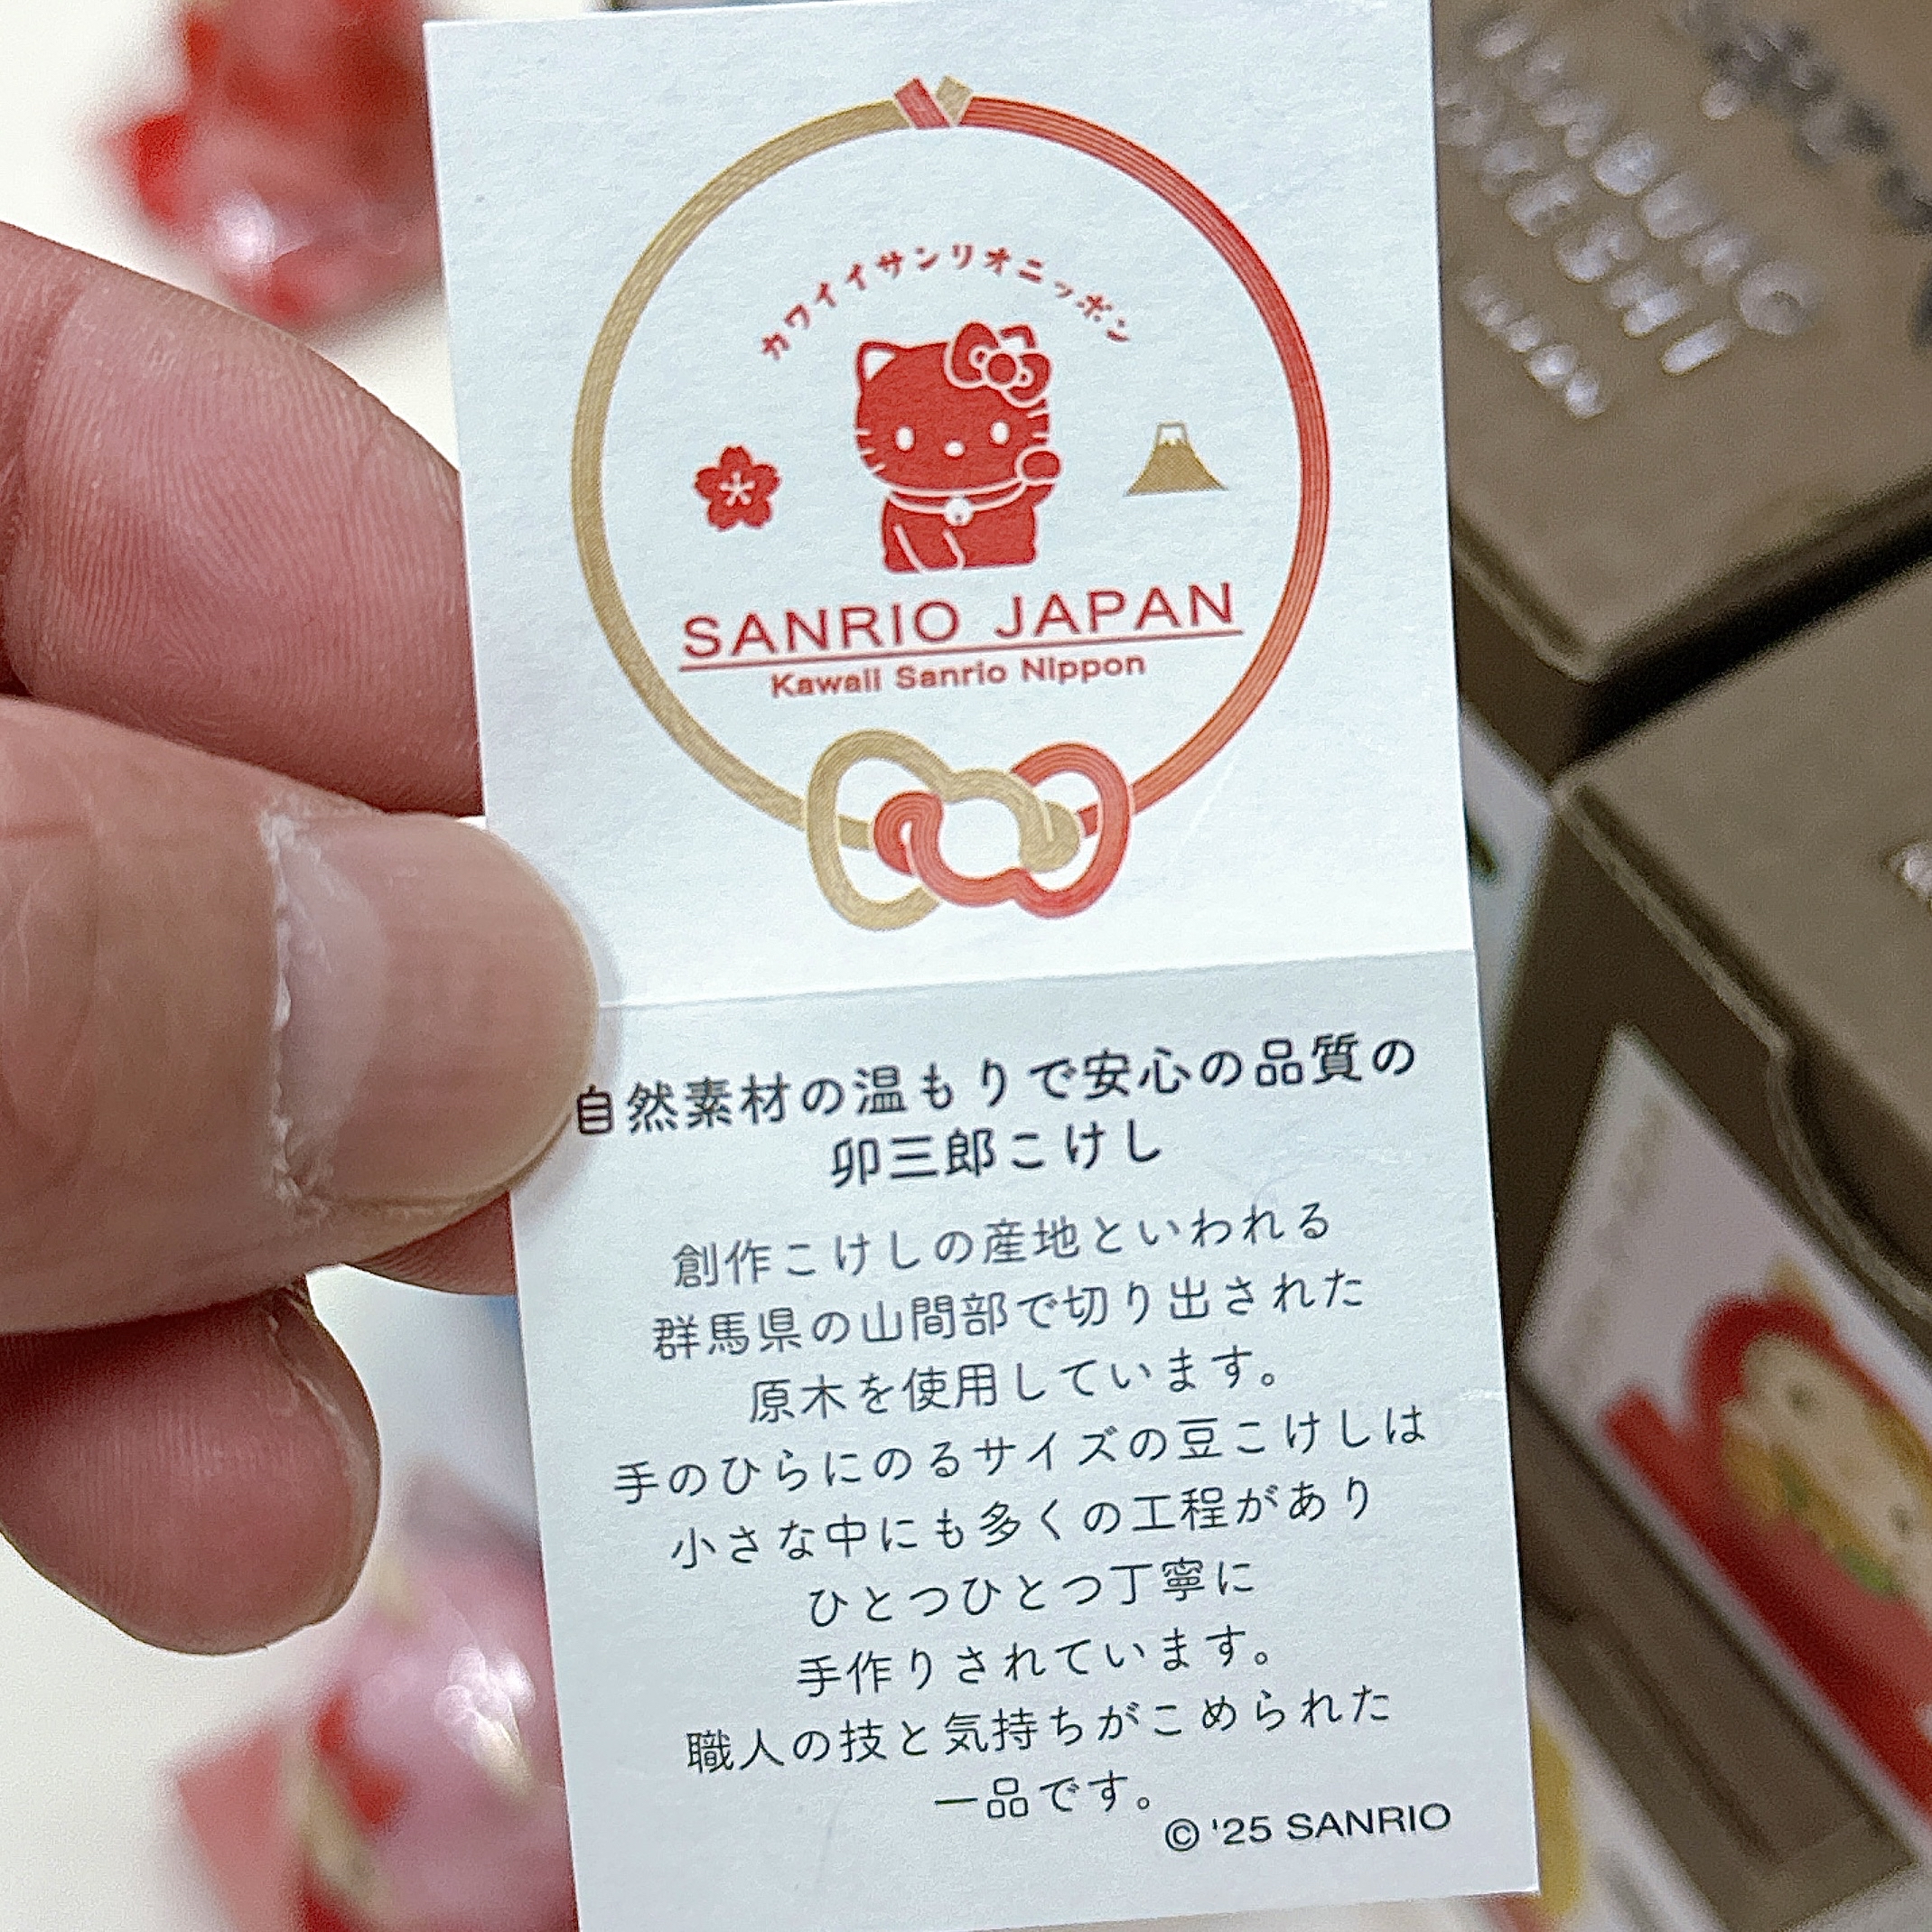 カワイイサンリオニッポン
SANRIO JAPAN
Kawaii Sanrio Nippon
自然素材の温もりで安心の品質の
卯三郎こけし
創作こけしの産地といわれる
群馬県の山間部で切り出された
原木を使用しています。
手のひらにのるサイズの豆こけしは
小さな中にも多くの工程があり
ひとつひとつ丁寧に
手作りされています。
職人の技と気持ちがこめられた
一品です。
© '25 SANRIO